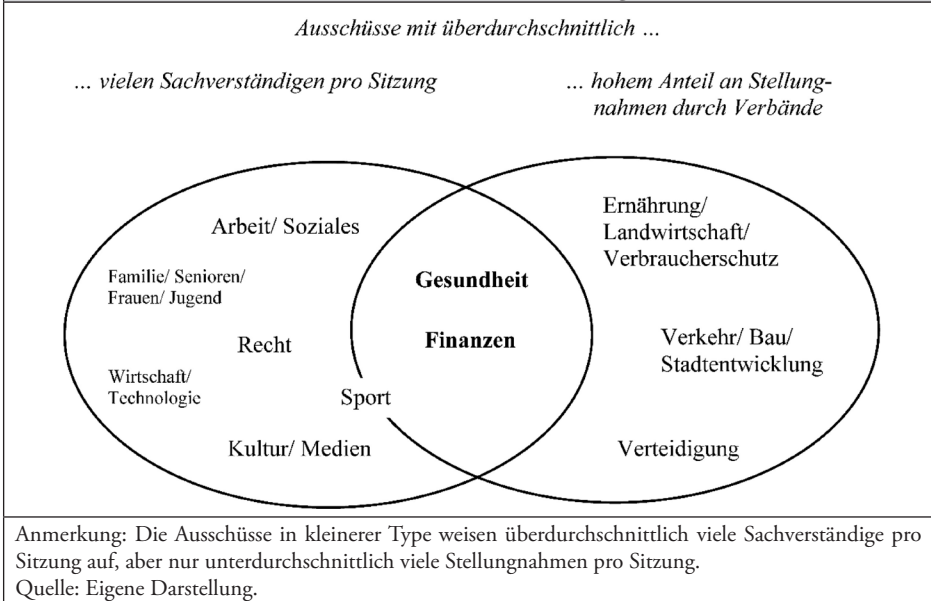 Ausschüsse mit überdurchschnittlich ...
... vielen Sachverständigen pro Sitzung
... hohem Anteil an Stellung-
nahmen durch Verbände
Arbeit/ Soziales
Familie/ Senioren/
Frauen/ Jugend
Recht
Wirtschaft/
Technologie
Sport
Kultur/ Medien
Gesundheit
Finanzen
Ernährung/
Landwirtschaft/
Verbraucherschutz
Verkehr/ Bau/
Stadtentwicklung
Verteidigung
Anmerkung: Die Ausschüsse in kleinerer Type weisen überdurchschnittlich viele Sachverständige pro
Sitzung auf, aber nur unterdurchschnittlich viele Stellungnahmen pro Sitzung.
Quelle: Eigene Darstellung.